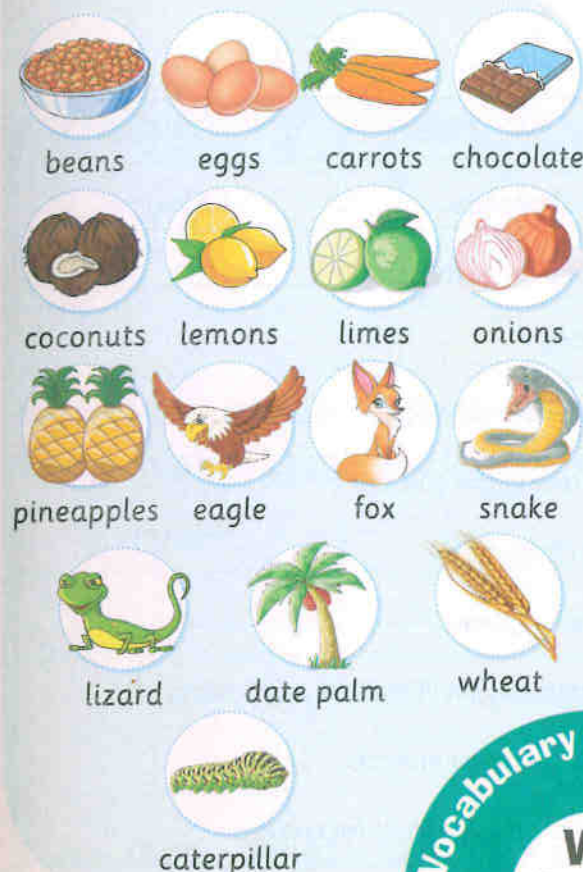 beans eggs carrots chocolate
coconuts lemons limes onions
pineapples eagle fox snake
lizard date palm wheat
caterpillar
Vocabulary